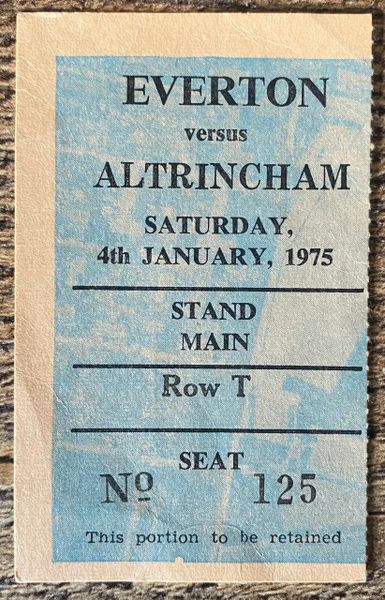 EVERTON
versus
ALTRINCHAM
SATURDAY,
4th JANUARY, 1975
STAND
MAIN
Row T
SEAT
Nº 125
This portion to be retained